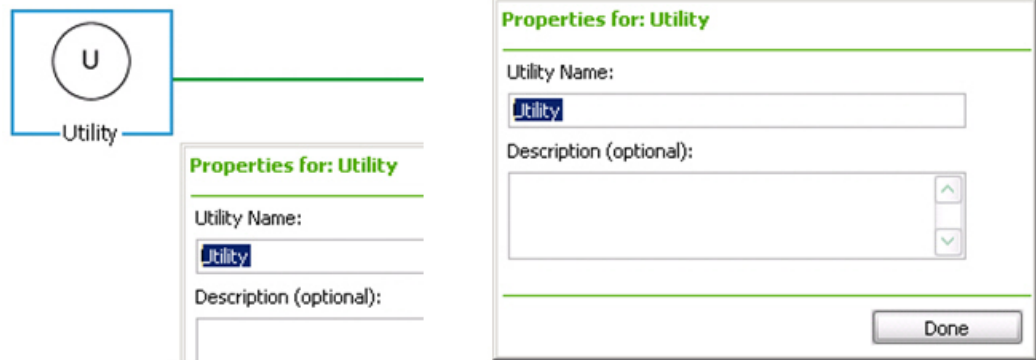 U
Utility
Properties for: Utility
Utility Name:
Utility
Description (optional):
Properties for: Utility
Utility Name:
Utility
Description (optional):
Done